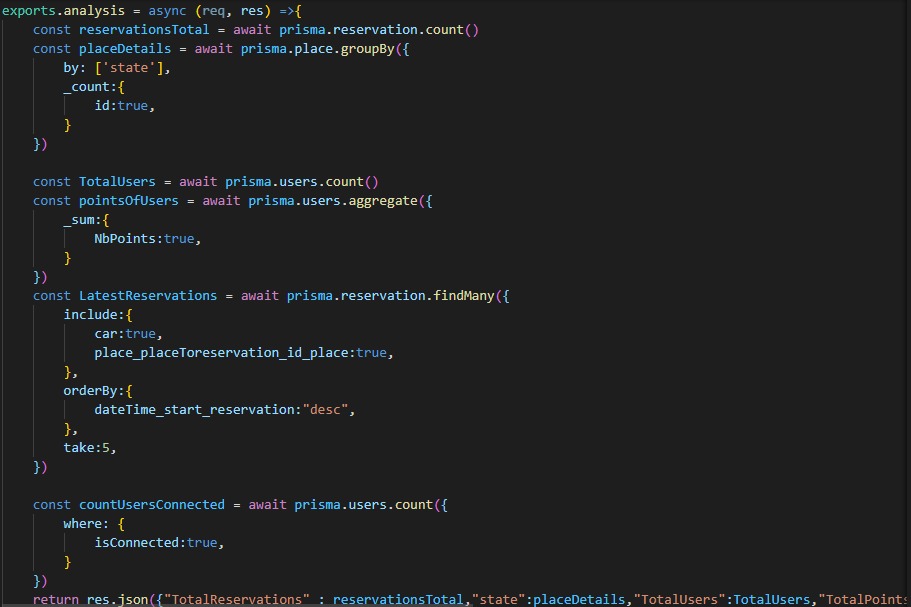 exports.analysis = async (req, res) =>{
    const reservationsTotal = await prisma.reservation.count()
    const placeDetails = await prisma.place.groupBy({
        by: ['state'],
        _count:{
            id:true,
        }
    })

    const TotalUsers = await prisma.users.count()
    const pointsOfUsers = await prisma.users.aggregate({
        _sum:{
            NbPoints:true,
        }
    })
    const LatestReservations = await prisma.reservation.findMany({
        include:{
            car:true,
            place_placeToreservation_id_place:true,
        },
        orderBy:{
            dateTime_start_reservation:"desc",
        },
        take:5,
    })

    const countUsersConnected = await prisma.users.count({
        where: {
            isConnected:true,
        }
    })
    return res.json({"TotalReservations" : reservationsTotal,"state":placeDetails,"TotalUsers":TotalUsers,"TotalPoints